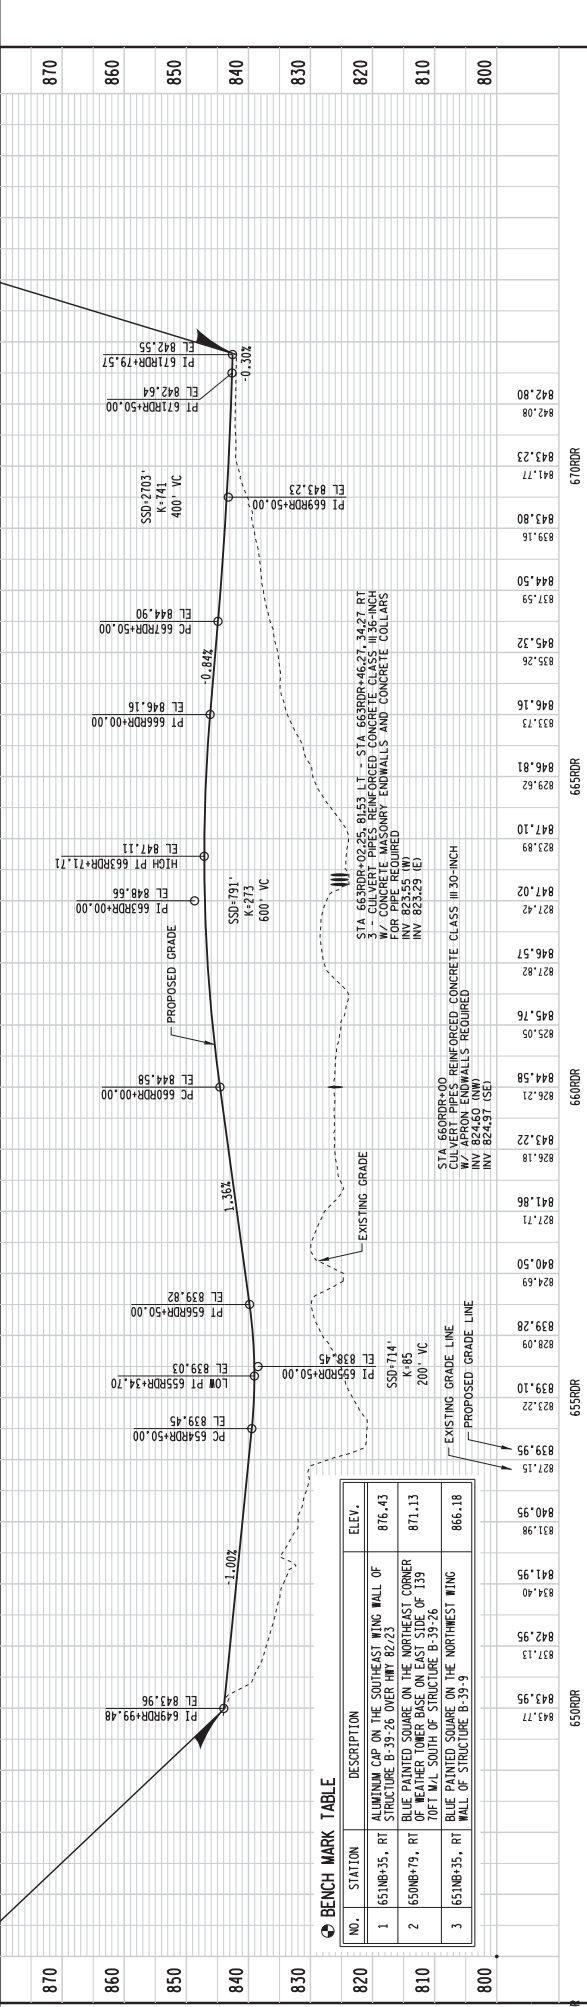 870
860
850
840
830
820
810
800
PI 649RDR+99.48
EL 843.96
-1.00%
PC 654RDR+50.00
EL 839.45
LOW PT 655RDR+34.70
EL 839.03
PI 655RDR+50.00
EL 838.45
SSD=714'
K=85
200' VC
PT 656RDR+50.00
EL 839.82
1.36%
EXISTING GRADE
PC 660RDR+00.00
EL 844.58
PROPOSED GRADE
PI 663RDR+00.00
EL 848.66
SSD=791'
K=273
600' VC
HIGH PT 663RDR+71.71
EL 847.11
PT 666RDR+00.00
EL 846.16
-0.84%
PC 667RDR+50.00
EL 844.90
PI 669RDR+50.00
EL 843.23
SSD=2703'
K=741
400' VC
PT 671RDR+50.00
EL 842.64
PI 671RDR+79.57
EL 842.55
-0.30%
STA 663RDR+02.25, 81.53 LT - STA 663RDR+46.27, 34.27 RT
3 - CULVERT PIPES REINFORCED CONCRETE CLASS III 36-INCH
W/ CONCRETE MASONRY ENDWALLS AND CONCRETE COLLARS
FOR PIPE REQUIRED
INV 823.55 (W)
INV 823.29 (E)
STA 660RDR+00
CULVERT PIPES REINFORCED CONCRETE CLASS III 30-INCH
W/ APRON ENDWALLS REQUIRED
INV 824.60 (NW)
INV 824.97 (SE)
EXISTING GRADE LINE
PROPOSED GRADE LINE
BENCH MARK TABLE
NO. STATION DESCRIPTION ELEV.
1 651NB+35, RT ALUMINUM CAP ON THE SOUTHEAST WING WALL OF 876.43
STRUCTURE B-39-26 OVER HWY 82/23
2 650NB+79, RT BLUE PAINTED SQUARE ON THE NORTHEAST CORNER 871.13
OF WEATHER TOWER BASE ON EAST SIDE OF I39
70FT M/L SOUTH OF STRUCTURE B-39-26
3 651NB+35, RT BLUE PAINTED SQUARE ON THE NORTHWEST WING 866.18
WALL OF STRUCTURE B-39-9
843.95 842.95 841.95 840.95 839.95 839.10 839.28 840.50 841.86 843.22 844.58 845.76 846.57 847.02 847.10 846.81 846.16 845.32 844.50 843.80 843.23 842.80
843.77 837.13 834.40 831.98 827.15 823.22 828.09 824.69 827.71 826.18 826.21 825.05 827.82 827.42 823.89 829.62 833.73 835.26 837.59 839.16 841.77 842.08
650RDR 655RDR 660RDR 665RDR 670RDR
870
860
850
840
830
820
810
800